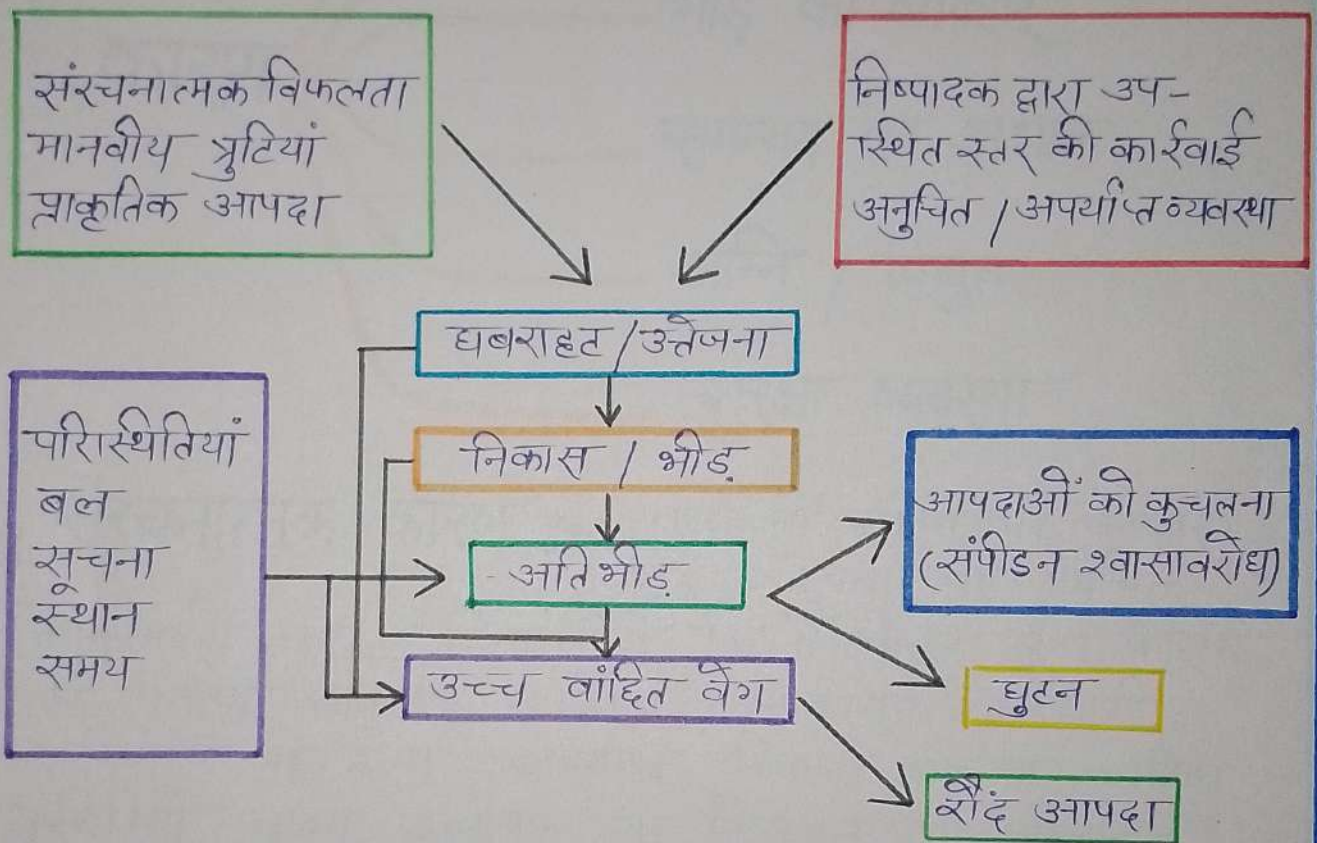 संरचनात्मक विफलता
मानवीय त्रुटियां
प्राकृतिक आपदा
निष्पादक द्वारा उप-
स्थित स्तर की कार्रवाई
अनुचित / अपर्याप्त व्यवस्था
घबराहट / उत्तेजना
निकास / भीड़
परिस्थितियां
बल
सूचना
स्थान
समय
अतिभीड़
आपदाओं को कुचलना
(संपीडन श्वासावरोध)
उच्च वांछित वेग
घुटन
रौंद आपदा